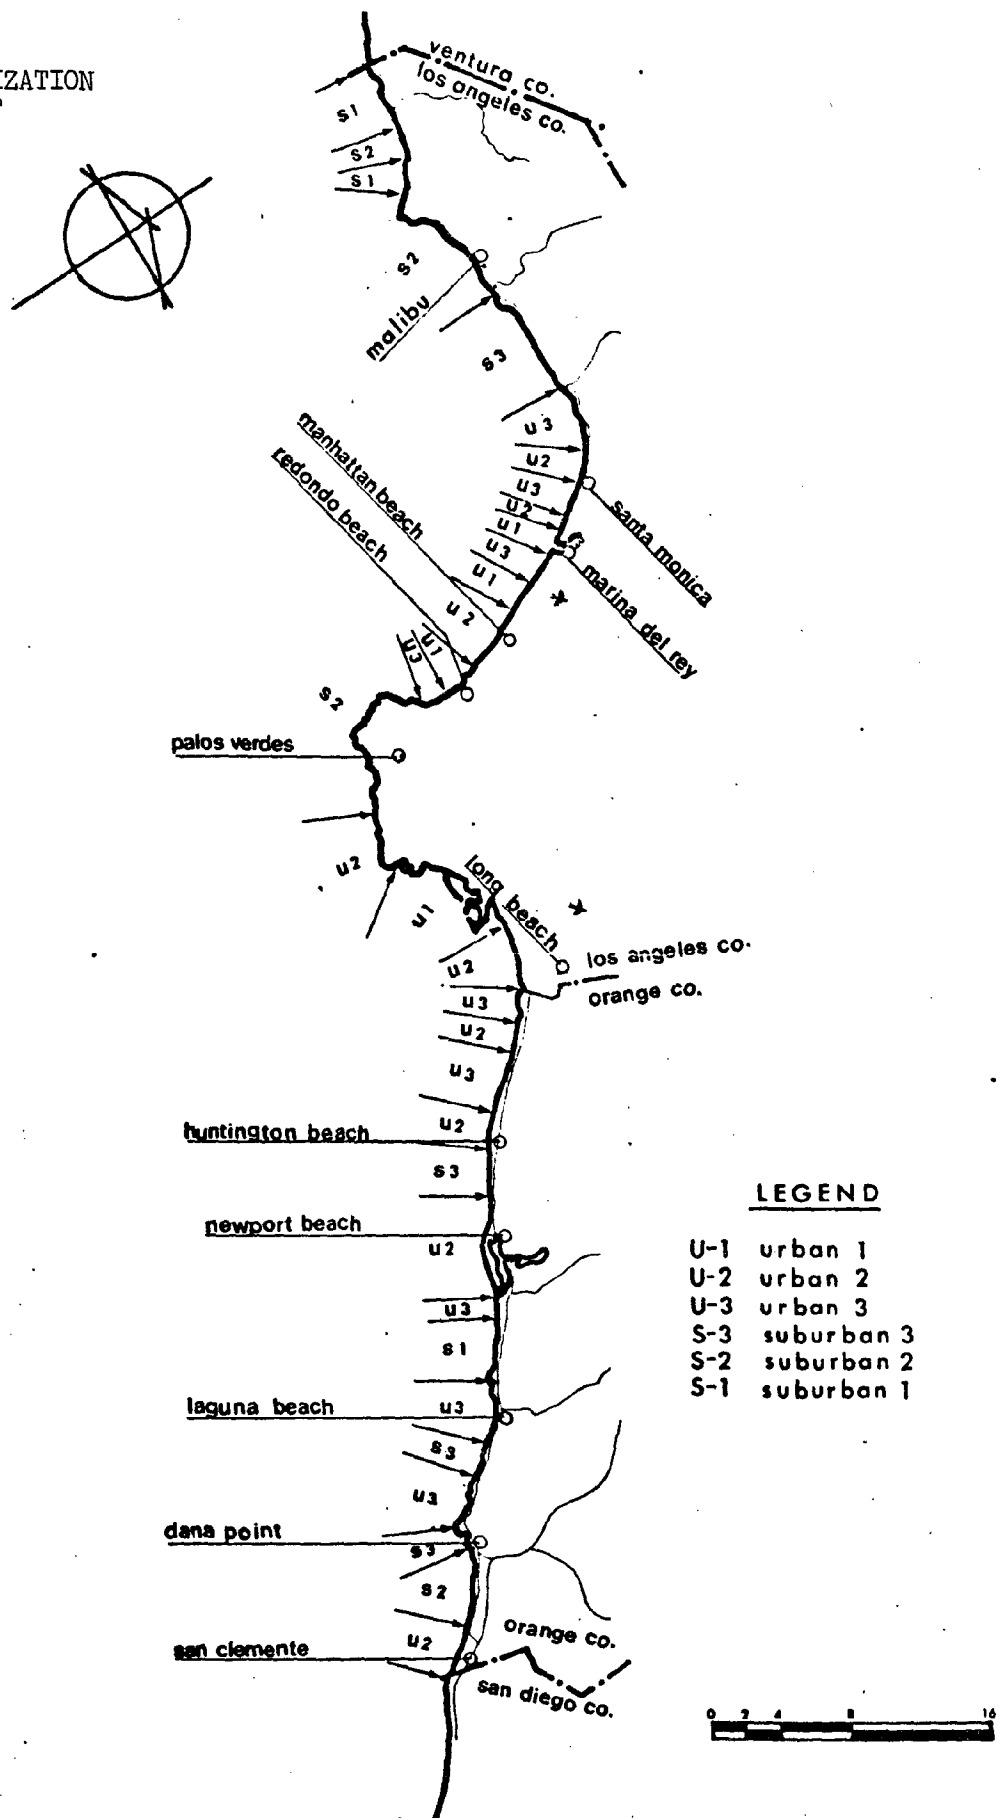 IZATION
ventura co.
los angeles co.
s1
s2
s1
s2
malibu
s3
u3
u2
u3
u2
u1
u3
u1
u2
manhattan beach
redondo beach
santa monica
marina del rey
u1
u3
s2
palos verdes
u2
u1
long beach
los angeles co.
orange co.
u2
u3
u2
u3
u2
huntington beach
s3
newport beach
u2
u3
s1
laguna beach
u3
s3
u3
dana point
s3
s2
u2
san clemente
orange co.
san diego co.
LEGEND
U-1 urban 1
U-2 urban 2
U-3 urban 3
S-3 suburban 3
S-2 suburban 2
S-1 suburban 1
0 2 4 8 16